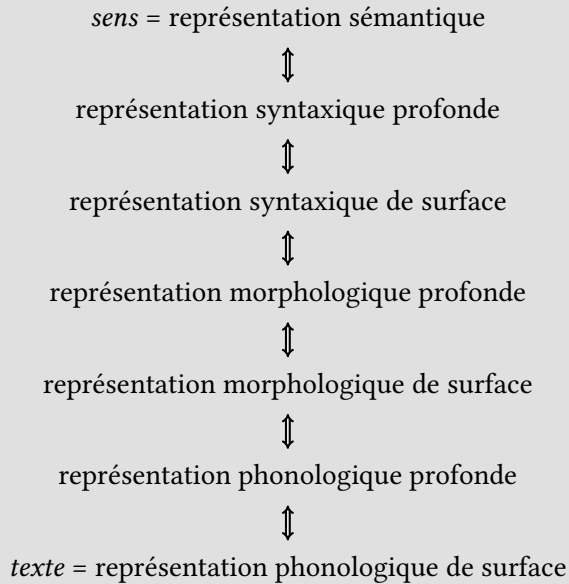 sens = représentation sémantique
⇕
représentation syntaxique profonde
⇕
représentation syntaxique de surface
⇕
représentation morphologique profonde
⇕
représentation morphologique de surface
⇕
représentation phonologique profonde
⇕
texte = représentation phonologique de surface